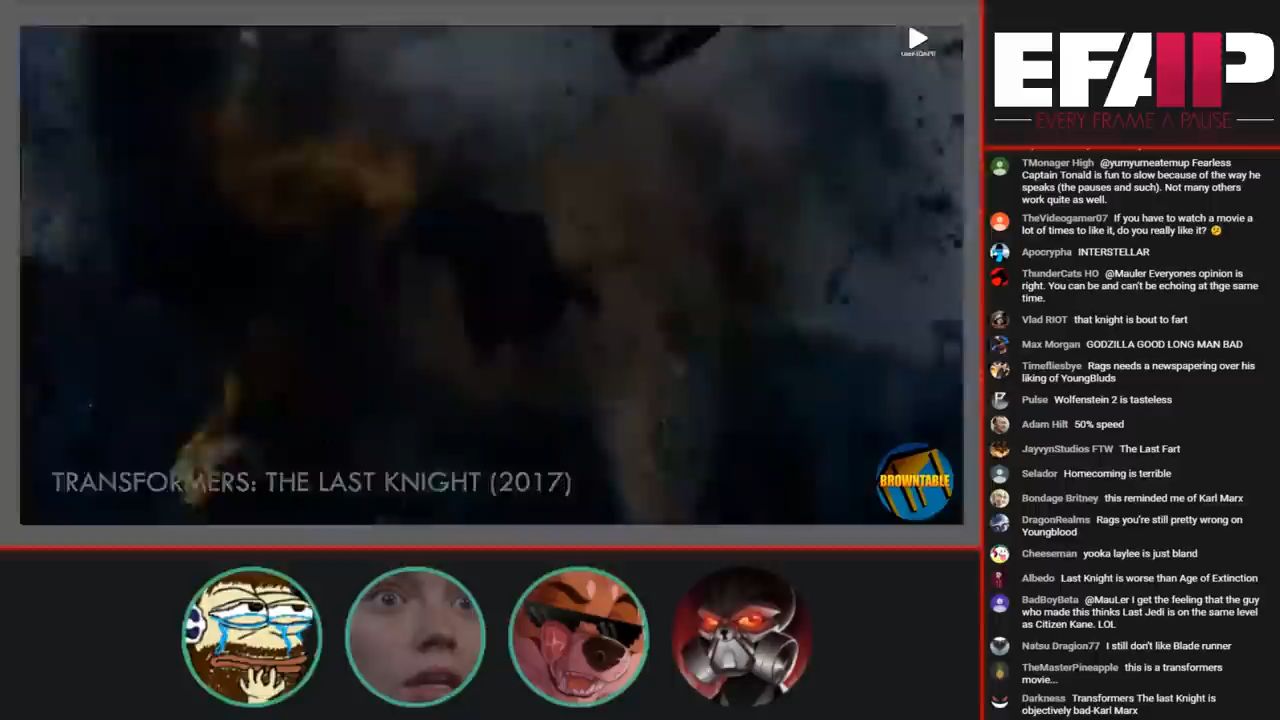 EFAP
EVERY FRAME A PAUSE
TRANSFORMERS: THE LAST KNIGHT (2017)
BROWNTABLE
TMonager High @yumyumeatemup Fearless
Captain Tonald is fun to slow because of the way he
speaks (the pauses and such). Not many others
work quite as well.
TheVideogamer07 If you have to watch a movie a
lot of times to like it, do you really like it? 🤔
Apocrypha INTERSTELLAR
ThunderCats HO @Mauler Everyones opinion is
right. You can be and can't be echoing at thge same
time.
Vlad RIOT that knight is bout to fart
Max Morgan GODZILLA GOOD LONG MAN BAD
Timefliesbye Rags needs a newspapering over his
liking of YoungBluds
Pulse Wolfenstein 2 is tasteless
Adam Hilt 50% speed
JayvynStudios FTW The Last Fart
Selador Homecoming is terrible
Bondage Britney this reminded me of Karl Marx
DragonRealms Rags you're still pretty wrong on
Youngblood
Cheeseman yooka laylee is just bland
Albedo Last Knight is worse than Age of Extinction
BadBoyBeta @MauLer I get the feeling that the guy
who made this thinks Last Jedi is on the same level
as Citizen Kane. LOL
Natsu Dragion77 I still don't like Blade runner
TheMasterPineapple this is a transformers
movie...
Darkness Transformers The last Knight is
objectively bad-Karl Marx